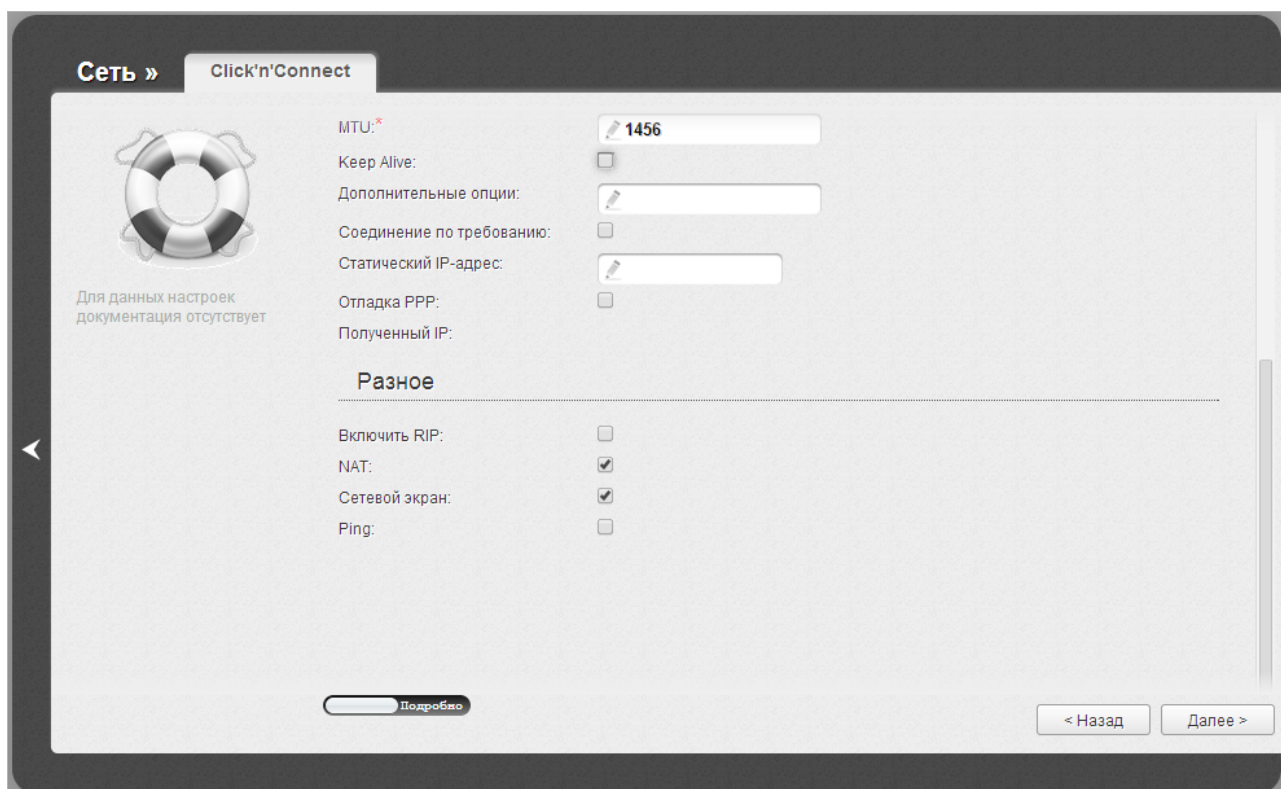 Сеть »
Click'n'Connect
Для данных настроек
документация отсутствует
MTU:* 1456
Keep Alive:
Дополнительные опции:
Соединение по требованию:
Статический IP-адрес:
Отладка PPP:
Полученный IP:
Разное
Включить RIP:
NAT:
Сетевой экран:
Ping:
Подробно
< Назад
Далее >